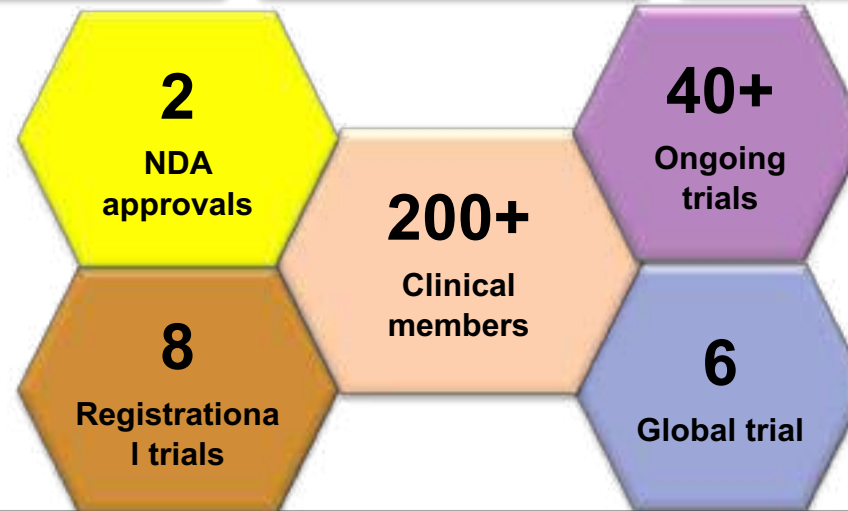 2
NDA
approvals
40+
Ongoing
trials
200+
Clinical
members
8
Registrationa
l trials
6
Global trial